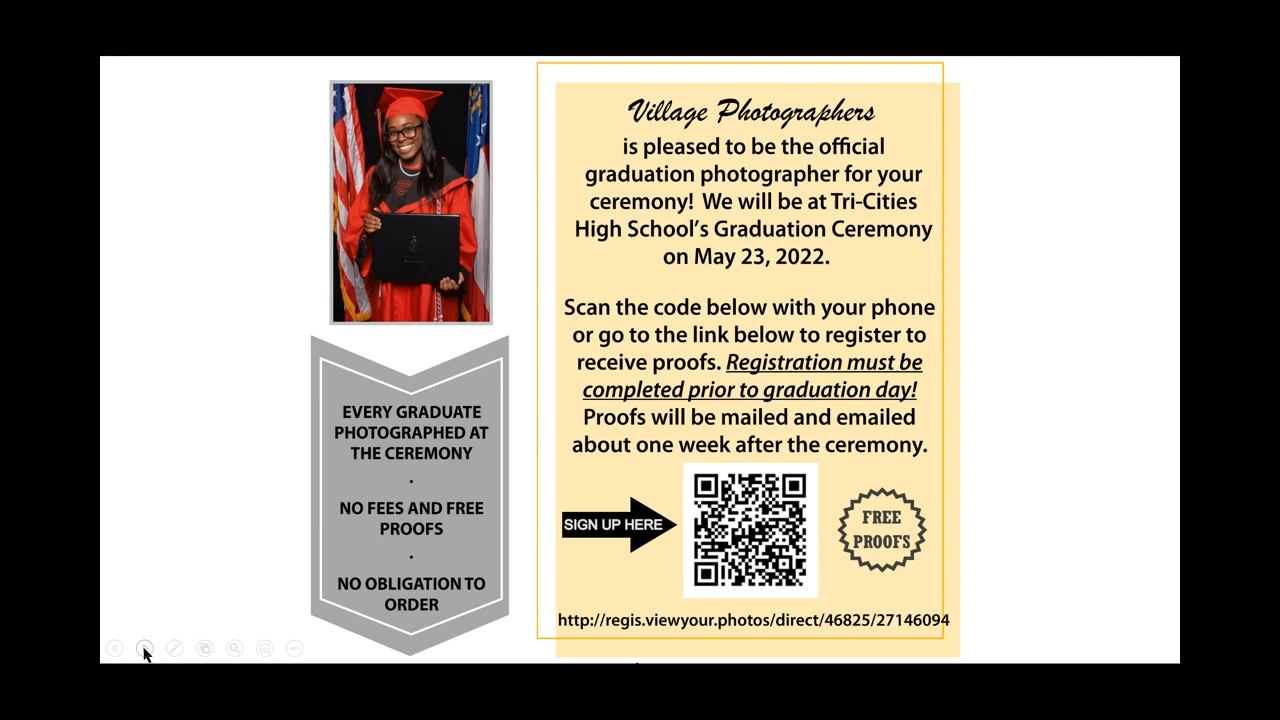 Village Photographers
is pleased to be the official
graduation photographer for your
ceremony! We will be at Tri-Cities
High School's Graduation Ceremony
on May 23, 2022.
Scan the code below with your phone
or go to the link below to register to
receive proofs. Registration must be
completed prior to graduation day!
Proofs will be mailed and emailed
about one week after the ceremony.
SIGN UP HERE
FREE
PROOFS
http://regis.viewyour.photos/direct/46825/27146094
EVERY GRADUATE
PHOTOGRAPHED AT
THE CEREMONY
.
NO FEES AND FREE
PROOFS
.
NO OBLIGATION TO
ORDER